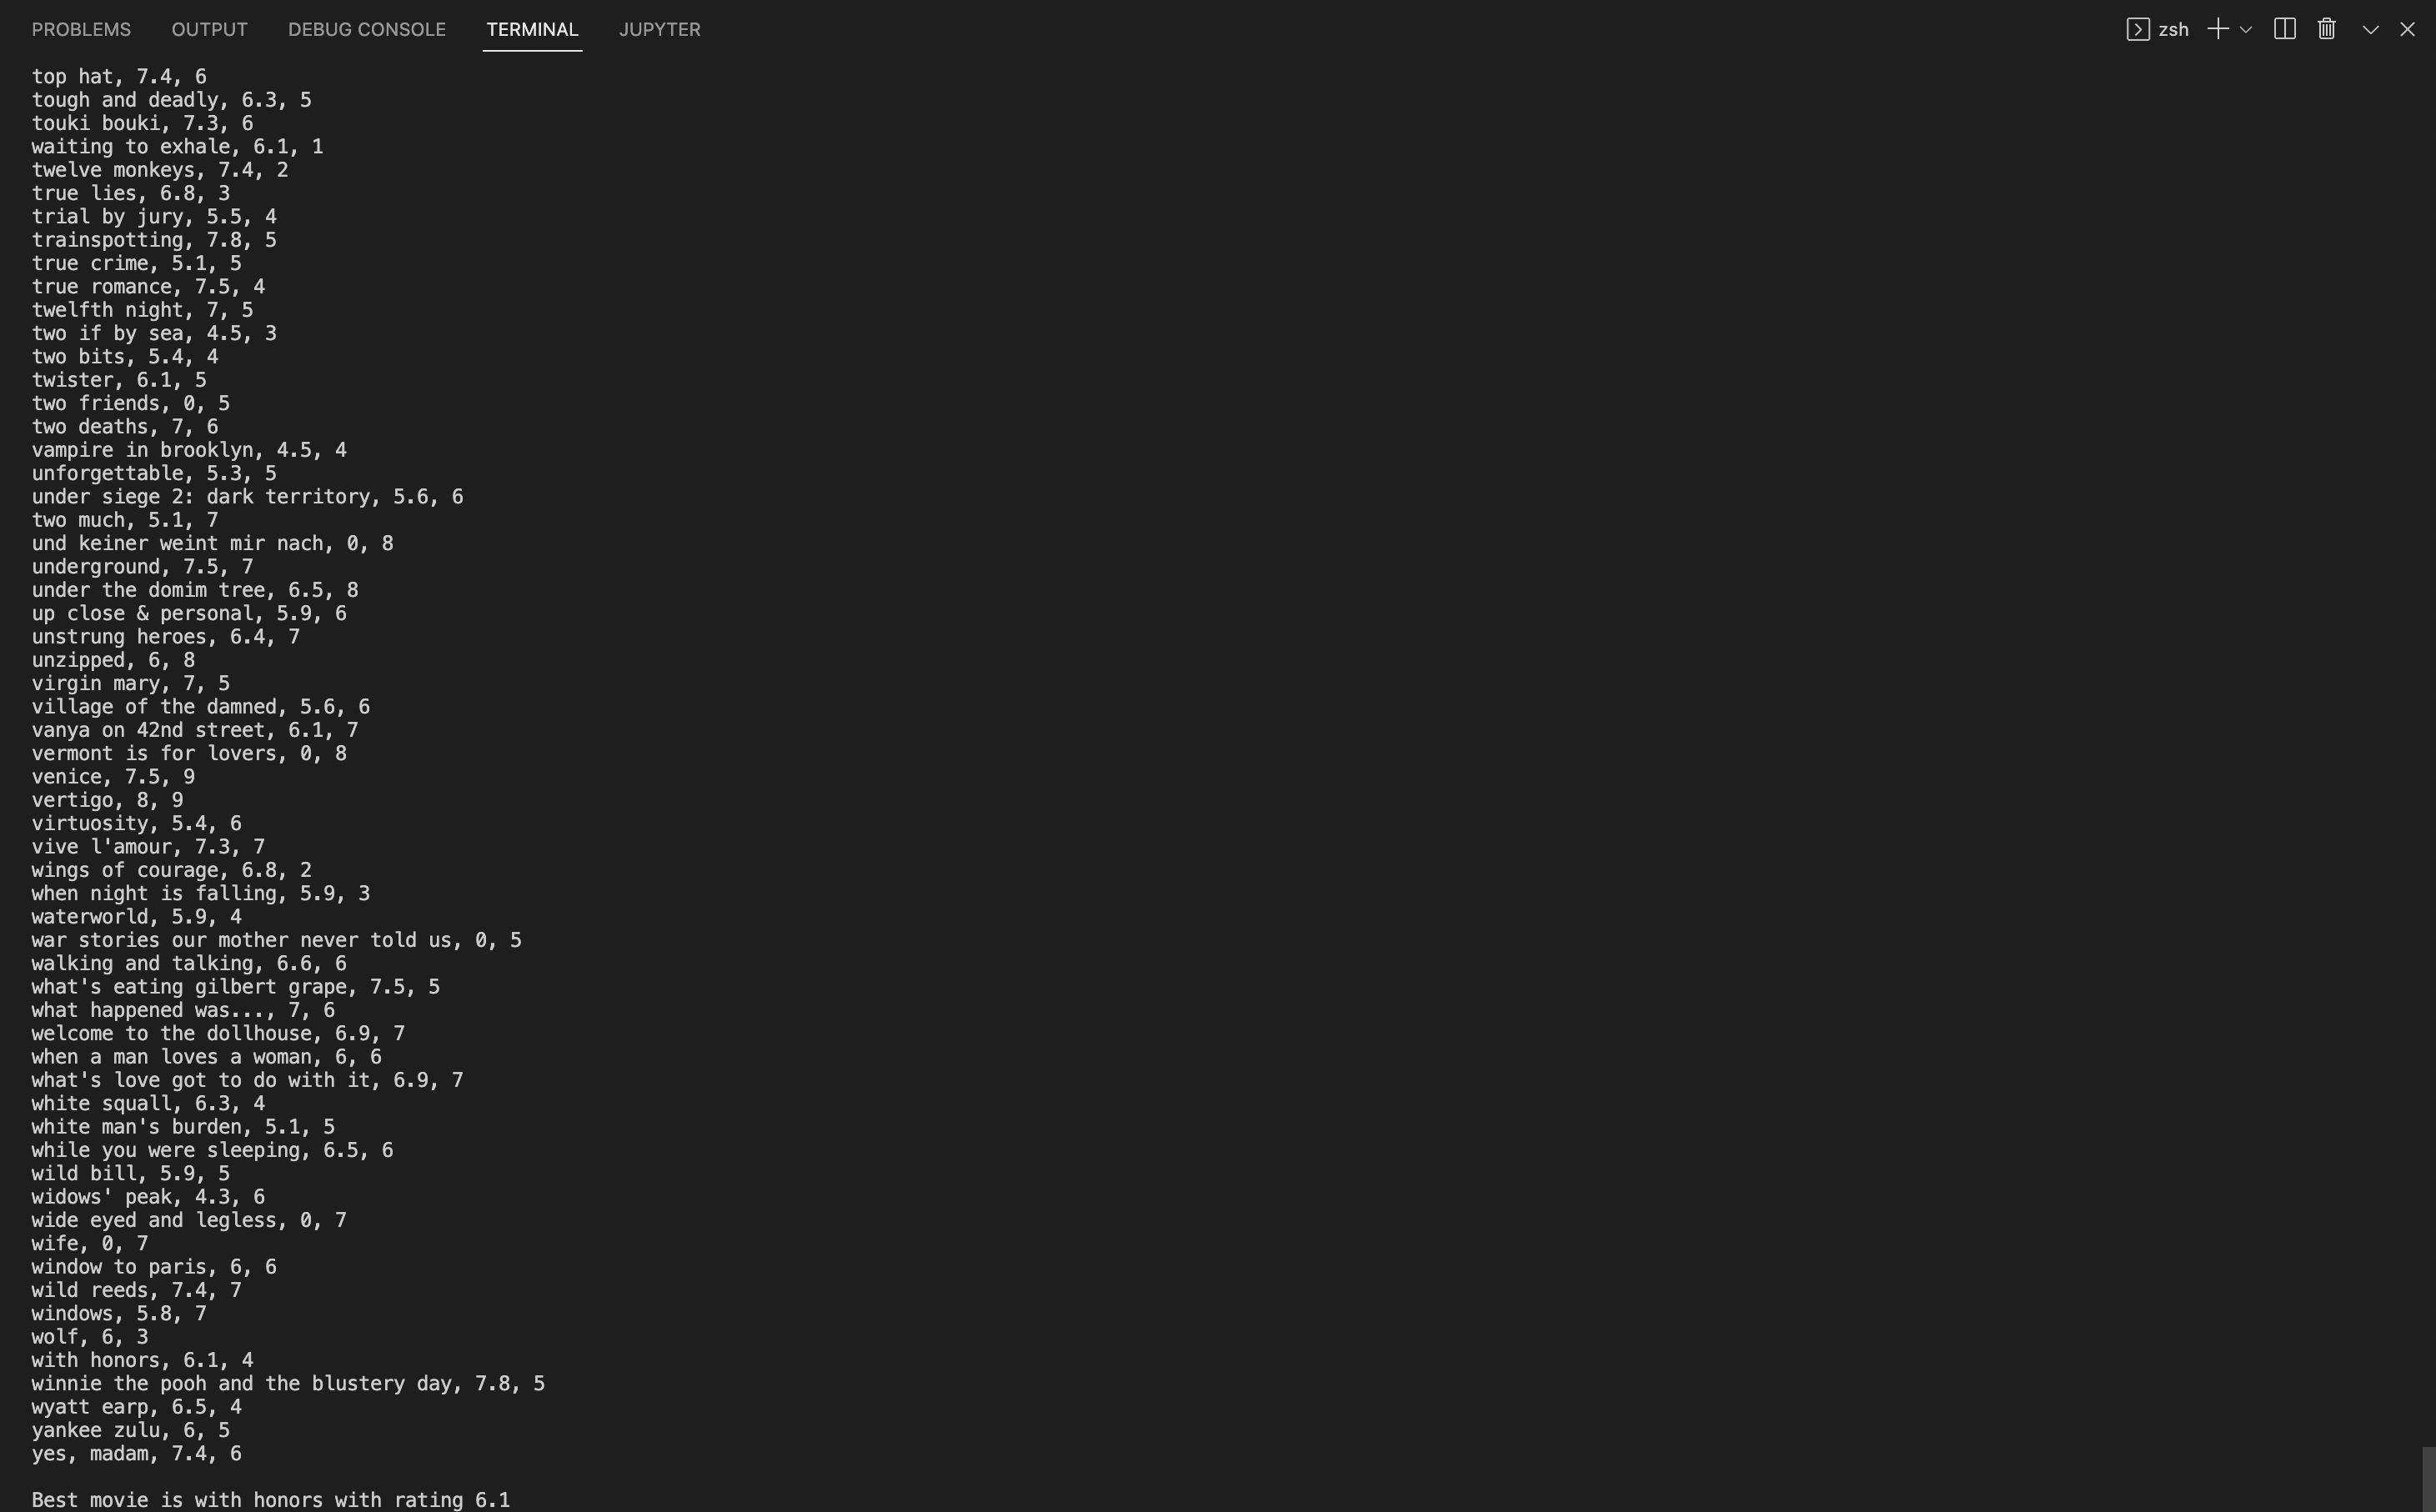 PROBLEMS OUTPUT DEBUG CONSOLE TERMINAL JUPYTER zsh
top hat, 7.4, 6
tough and deadly, 6.3, 5
touki bouki, 7.3, 6
waiting to exhale, 6.1, 1
twelve monkeys, 7.4, 2
true lies, 6.8, 3
trial by jury, 5.5, 4
trainspotting, 7.8, 5
true crime, 5.1, 5
true romance, 7.5, 4
twelfth night, 7, 5
two if by sea, 4.5, 3
two bits, 5.4, 4
twister, 6.1, 5
two friends, 0, 5
two deaths, 7, 6
vampire in brooklyn, 4.5, 4
unforgettable, 5.3, 5
under siege 2: dark territory, 5.6, 6
two much, 5.1, 7
und keiner weint mir nach, 0, 8
underground, 7.5, 7
under the domim tree, 6.5, 8
up close & personal, 5.9, 6
unstrung heroes, 6.4, 7
unzipped, 6, 8
virgin mary, 7, 5
village of the damned, 5.6, 6
vanya on 42nd street, 6.1, 7
vermont is for lovers, 0, 8
venice, 7.5, 9
vertigo, 8, 9
virtuosity, 5.4, 6
vive l'amour, 7.3, 7
wings of courage, 6.8, 2
when night is falling, 5.9, 3
waterworld, 5.9, 4
war stories our mother never told us, 0, 5
walking and talking, 6.6, 6
what's eating gilbert grape, 7.5, 5
what happened was..., 7, 6
welcome to the dollhouse, 6.9, 7
when a man loves a woman, 6, 6
what's love got to do with it, 6.9, 7
white squall, 6.3, 4
white man's burden, 5.1, 5
while you were sleeping, 6.5, 6
wild bill, 5.9, 5
widows' peak, 4.3, 6
wide eyed and legless, 0, 7
wife, 0, 7
window to paris, 6, 6
wild reeds, 7.4, 7
windows, 5.8, 7
wolf, 6, 3
with honors, 6.1, 4
winnie the pooh and the blustery day, 7.8, 5
wyatt earp, 6.5, 4
yankee zulu, 6, 5
yes, madam, 7.4, 6
Best movie is with honors with rating 6.1